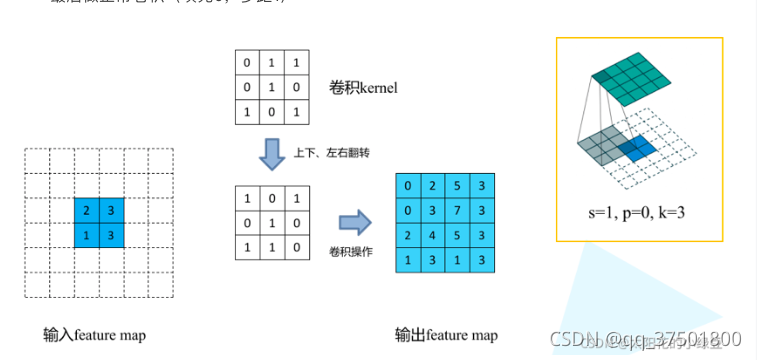 0 1 1
0 1 0
1 0 1
卷积kernel
上下、左右翻转
2 3
1 3
1 0 1
0 1 0
1 1 0
卷积操作
0 2 5 3
0 3 7 3
2 4 5 3
1 3 1 3
s=1, p=0, k=3
输入feature map
输出feature map
CSDN @qq_37501800